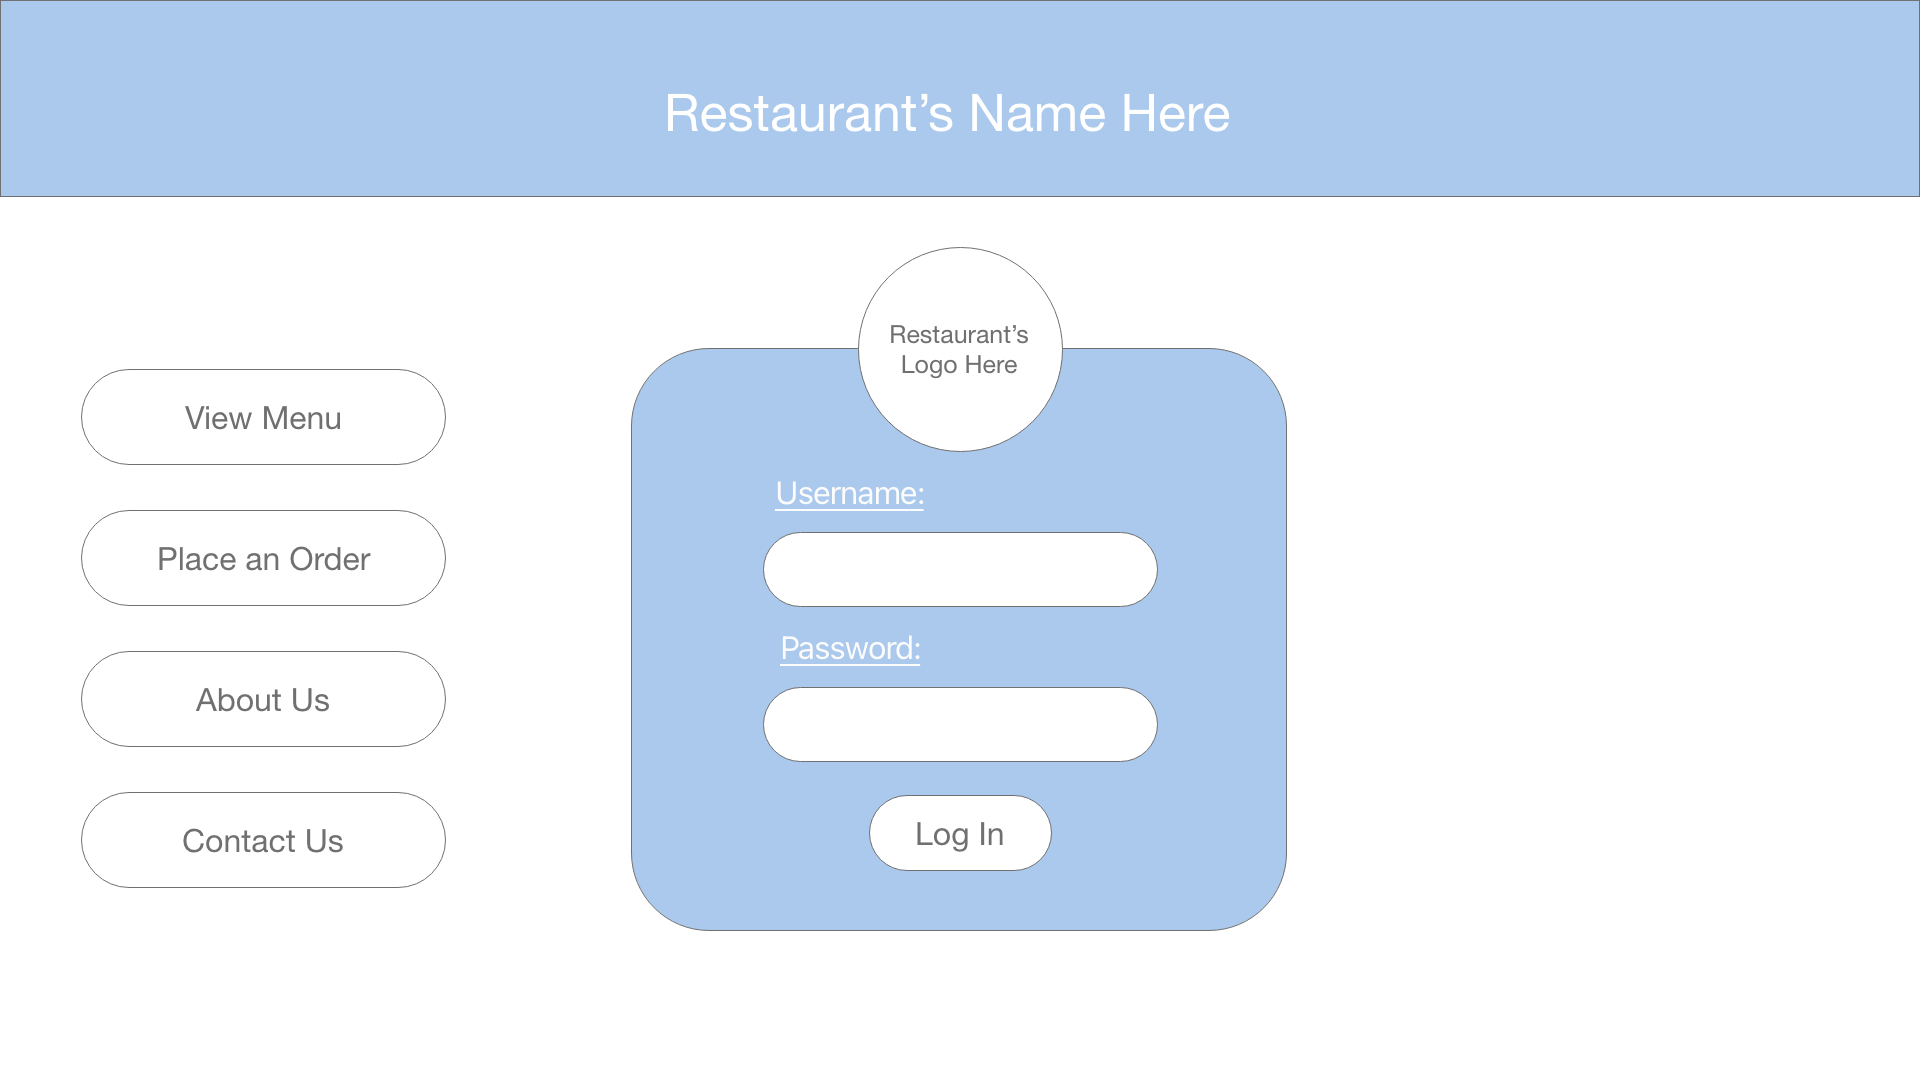 Restaurant’s Name Here
Restaurant’s
Logo Here
View Menu
Place an Order
About Us
Contact Us
Username:
Password:
Log In